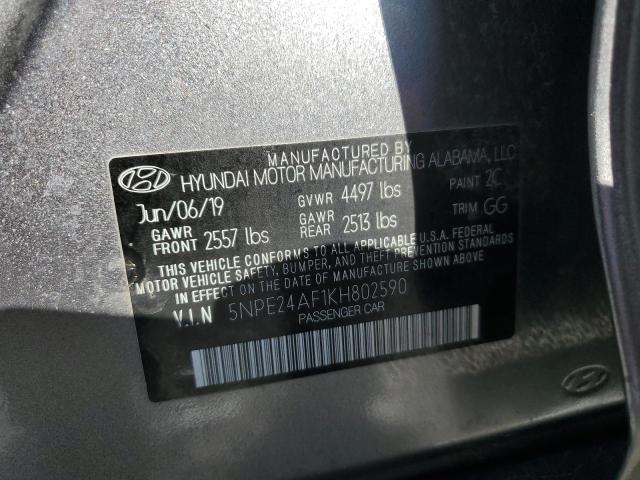 MANUFACTURED BY
HYUNDAI MOTOR MANUFACTURING ALABAMA, LLC
Jun/06/19 GVWR 4497 lbs PAINT 2C
GAWR FRONT 2557 lbs GAWR REAR 2513 lbs TRIM GG
THIS VEHICLE CONFORMS TO ALL APPLICABLE U.S.A. FEDERAL
MOTOR VEHICLE SAFETY, BUMPER, AND THEFT PREVENTION STANDARDS
IN EFFECT ON THE DATE OF MANUFACTURE SHOWN ABOVE.
V.I.N 5NPE24AF1KH802590
PASSENGER CAR